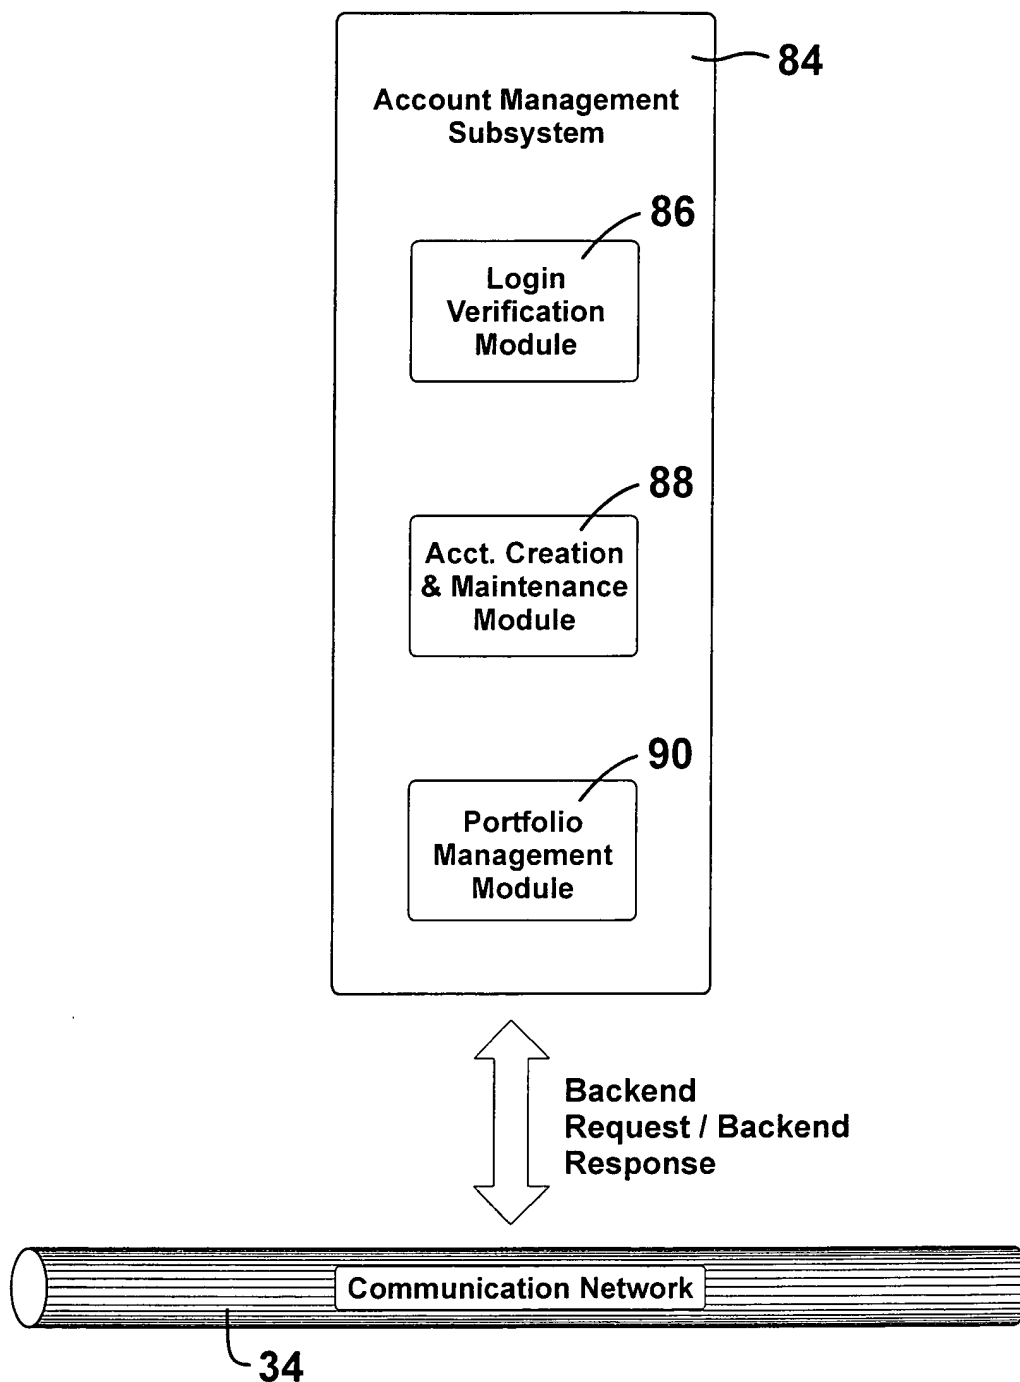 84
Account Management
Subsystem
86
Login
Verification
Module
88
Acct. Creation
& Maintenance
Module
90
Portfolio
Management
Module
Backend
Request / Backend
Response
Communication Network
34